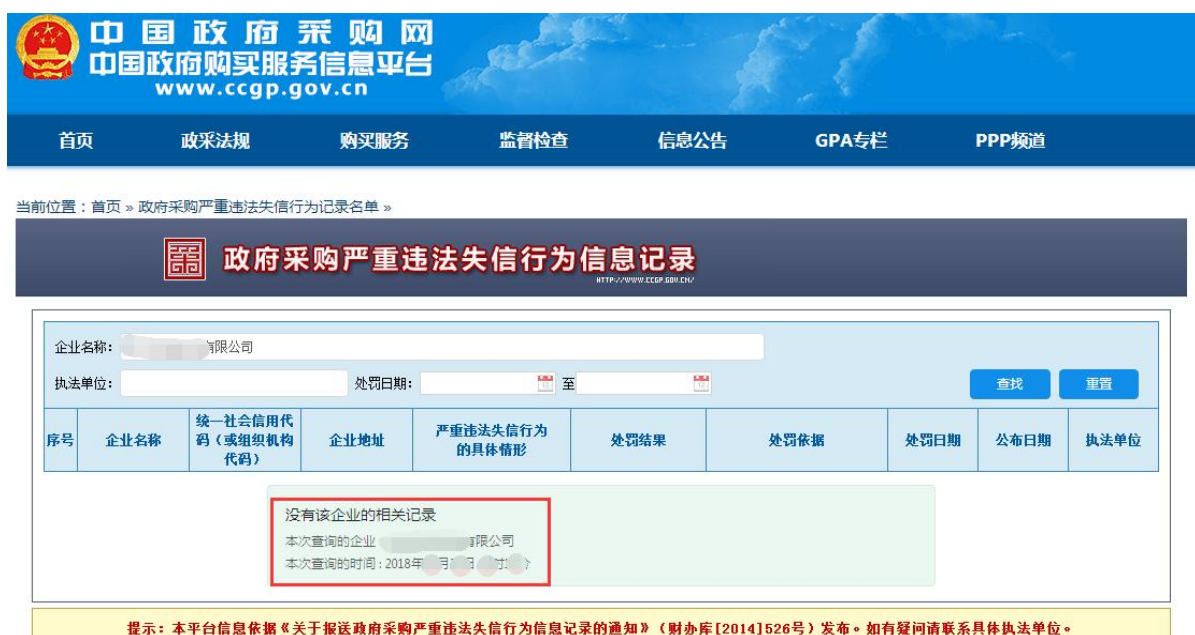 中国政府采购网
中国政府购买服务信息平台
www.ccgp.gov.cn
首页 政采法规 购买服务 监督检查 信息公告 GPA专栏 PPP频道
当前位置：首页 » 政府采购严重违法失信行为记录名单 »
政府采购严重违法失信行为信息记录
HTTP://WWW.CCGP.GOV.CN/
企业名称： 有限公司
执法单位： 处罚日期： 至 查找 重置
序号 企业名称 统一社会信用代码（或组织机构代码） 企业地址 严重违法失信行为的具体情形 处罚结果 处罚依据 处罚日期 公布日期 执法单位
没有该企业的相关记录
本次查询的企业 有限公司
本次查询的时间：2018年 月 日
提示：本平台信息依据《关于报送政府采购严重违法失信行为信息记录的通知》（财办库[2014]526号）发布。如有疑问请联系具体执法单位。